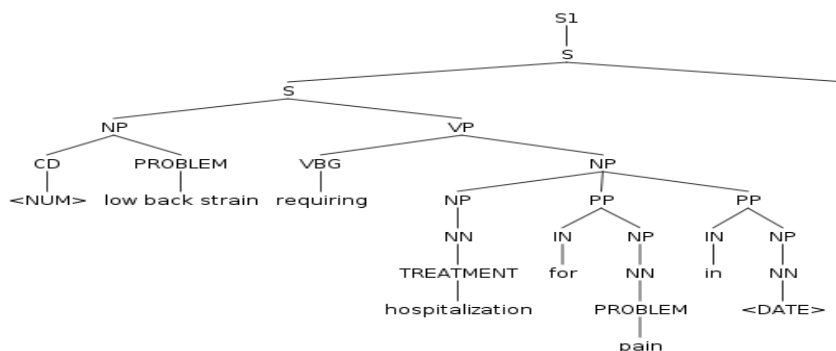 S1
S
S
NP VP
CD PROBLEM VBG NP
<NUM> low back strain requiring NP PP PP
NN IN NP IN NP
TREATMENT for NN in NN
hospitalization PROBLEM <DATE>
pain